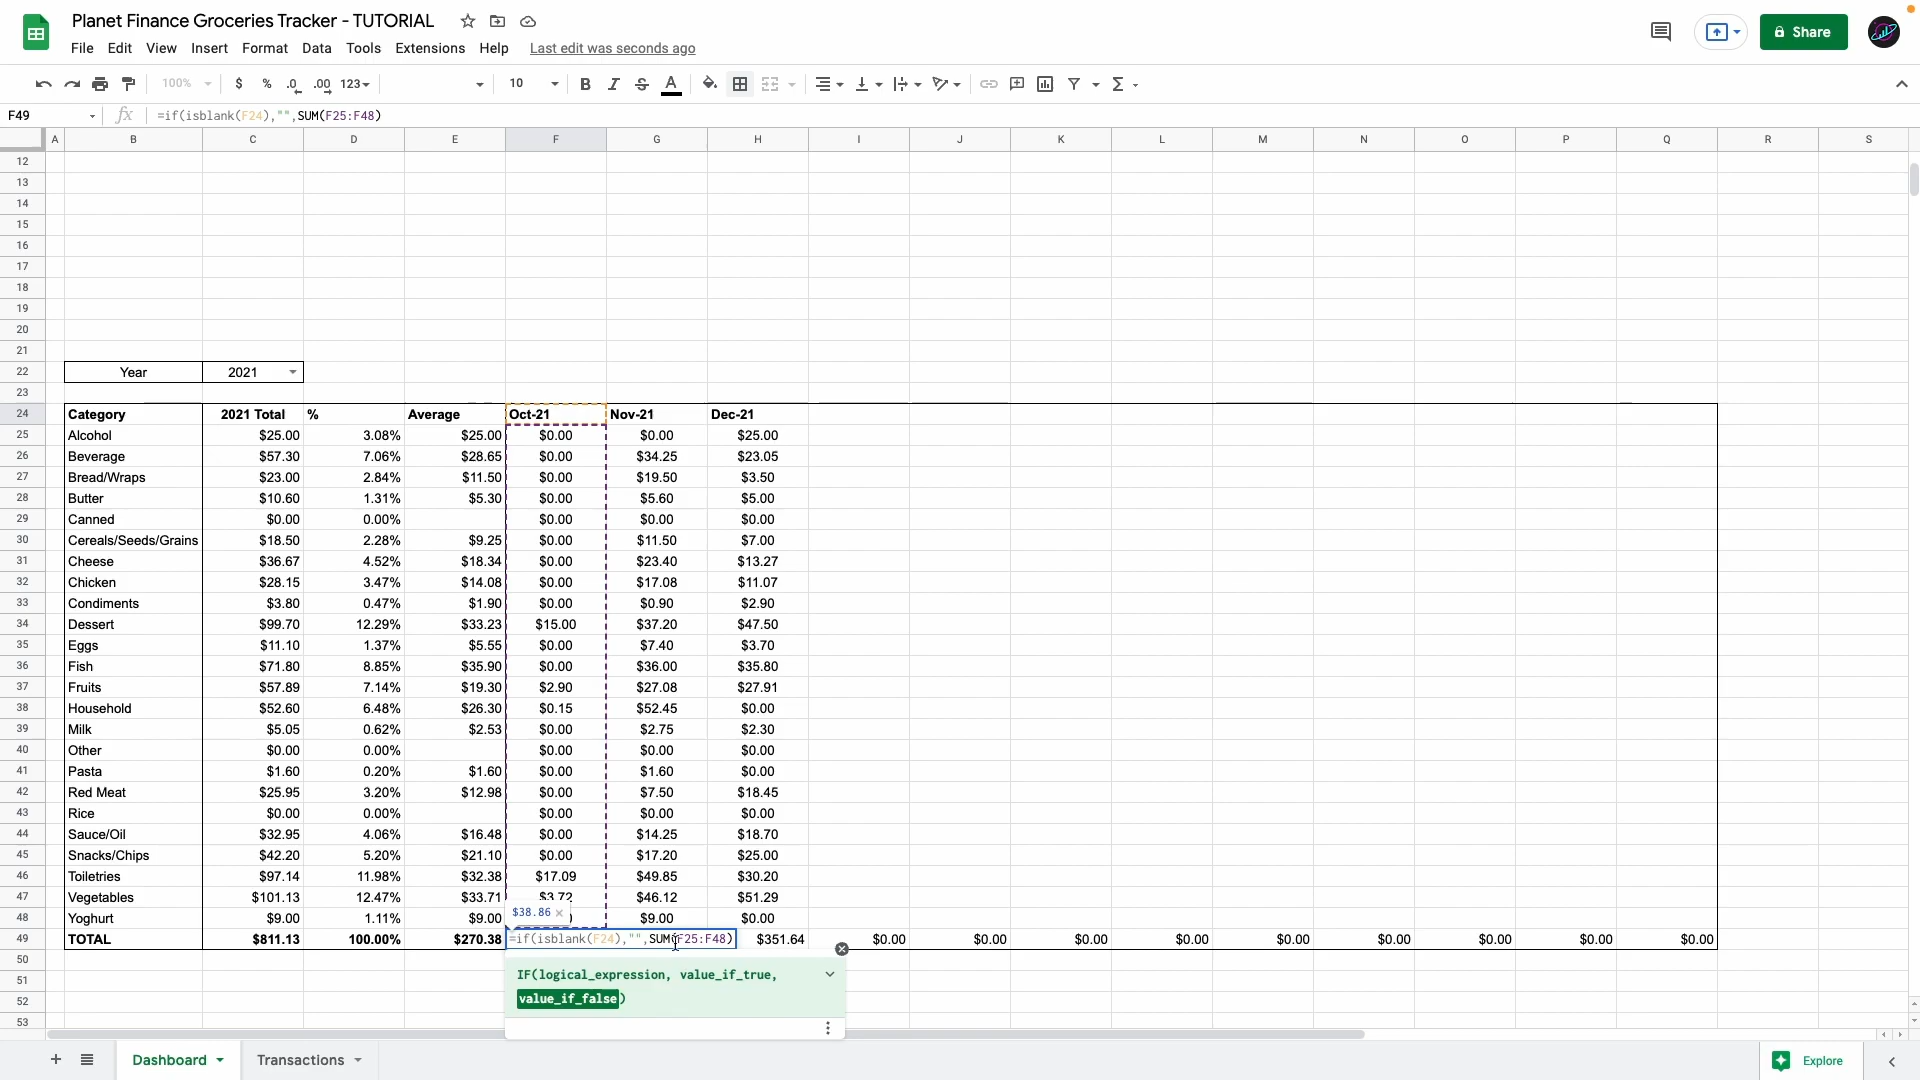 Planet Finance Groceries Tracker - TUTORIAL
File Edit View Insert Format Data Tools Extensions Help Last edit was seconds ago
Share
100% $ % .0 .00 123 10 B I S A Σ
F49 fx =if(isblank(F24),"",SUM(F25:F48)
A B C D E F G H I J K L M N O P Q R S
12
13
14
15
16
17
18
19
20
21
22 Year 2021
23
24 Category 2021 Total % Average Oct-21 Nov-21 Dec-21
25 Alcohol $25.00 3.08% $25.00 $0.00 $0.00 $25.00
26 Beverage $57.30 7.06% $28.65 $0.00 $34.25 $23.05
27 Bread/Wraps $23.00 2.84% $11.50 $0.00 $19.50 $3.50
28 Butter $10.60 1.31% $5.30 $0.00 $5.60 $5.00
29 Canned $0.00 0.00% $0.00 $0.00 $0.00
30 Cereals/Seeds/Grains $18.50 2.28% $9.25 $0.00 $11.50 $7.00
31 Cheese $36.67 4.52% $18.34 $0.00 $23.40 $13.27
32 Chicken $28.15 3.47% $14.08 $0.00 $17.08 $11.07
33 Condiments $3.80 0.47% $1.90 $0.00 $0.90 $2.90
34 Dessert $99.70 12.29% $33.23 $15.00 $37.20 $47.50
35 Eggs $11.10 1.37% $5.55 $0.00 $7.40 $3.70
36 Fish $71.80 8.85% $35.90 $0.00 $36.00 $35.80
37 Fruits $57.89 7.14% $19.30 $2.90 $27.08 $27.91
38 Household $52.60 6.48% $26.30 $0.15 $52.45 $0.00
39 Milk $5.05 0.62% $2.53 $0.00 $2.75 $2.30
40 Other $0.00 0.00% $0.00 $0.00 $0.00
41 Pasta $1.60 0.20% $1.60 $0.00 $1.60 $0.00
42 Red Meat $25.95 3.20% $12.98 $0.00 $7.50 $18.45
43 Rice $0.00 0.00% $0.00 $0.00 $0.00
44 Sauce/Oil $32.95 4.06% $16.48 $0.00 $14.25 $18.70
45 Snacks/Chips $42.20 5.20% $21.10 $0.00 $17.20 $25.00
46 Toiletries $97.14 11.98% $32.38 $17.09 $49.85 $30.20
47 Vegetables $101.13 12.47% $33.71 $3.72 $46.12 $51.29
48 Yoghurt $9.00 1.11% $9.00 $38.86 × $9.00 $0.00
49 TOTAL $811.13 100.00% $270.38 =if(isblank(F24),"",SUM(F25:F48) $351.64 $0.00 $0.00 $0.00 $0.00 $0.00 $0.00 $0.00 $0.00 $0.00
50
51 IF(logical_expression, value_if_true,
52 value_if_false)
53
Dashboard Transactions Explore